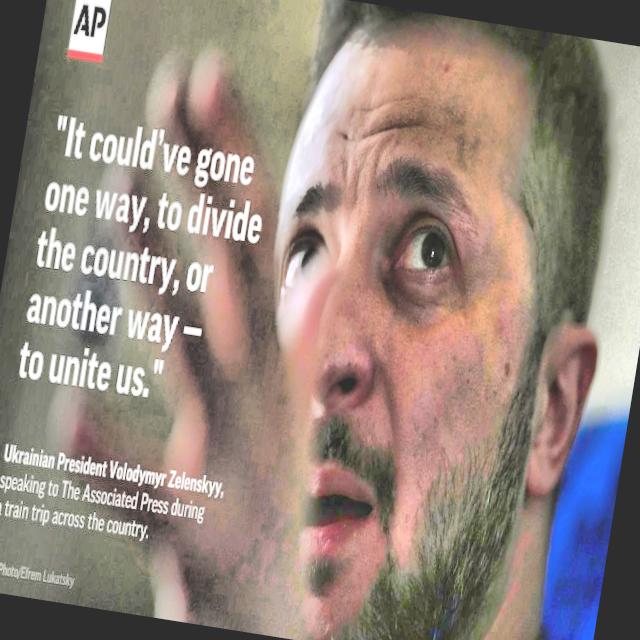 AP
"It could've gone
one way, to divide
the country, or
another way –
to unite us."
Ukrainian President Volodymyr Zelenskyy,
speaking to The Associated Press during
train trip across the country.
Photo/Efrem Lukatsky